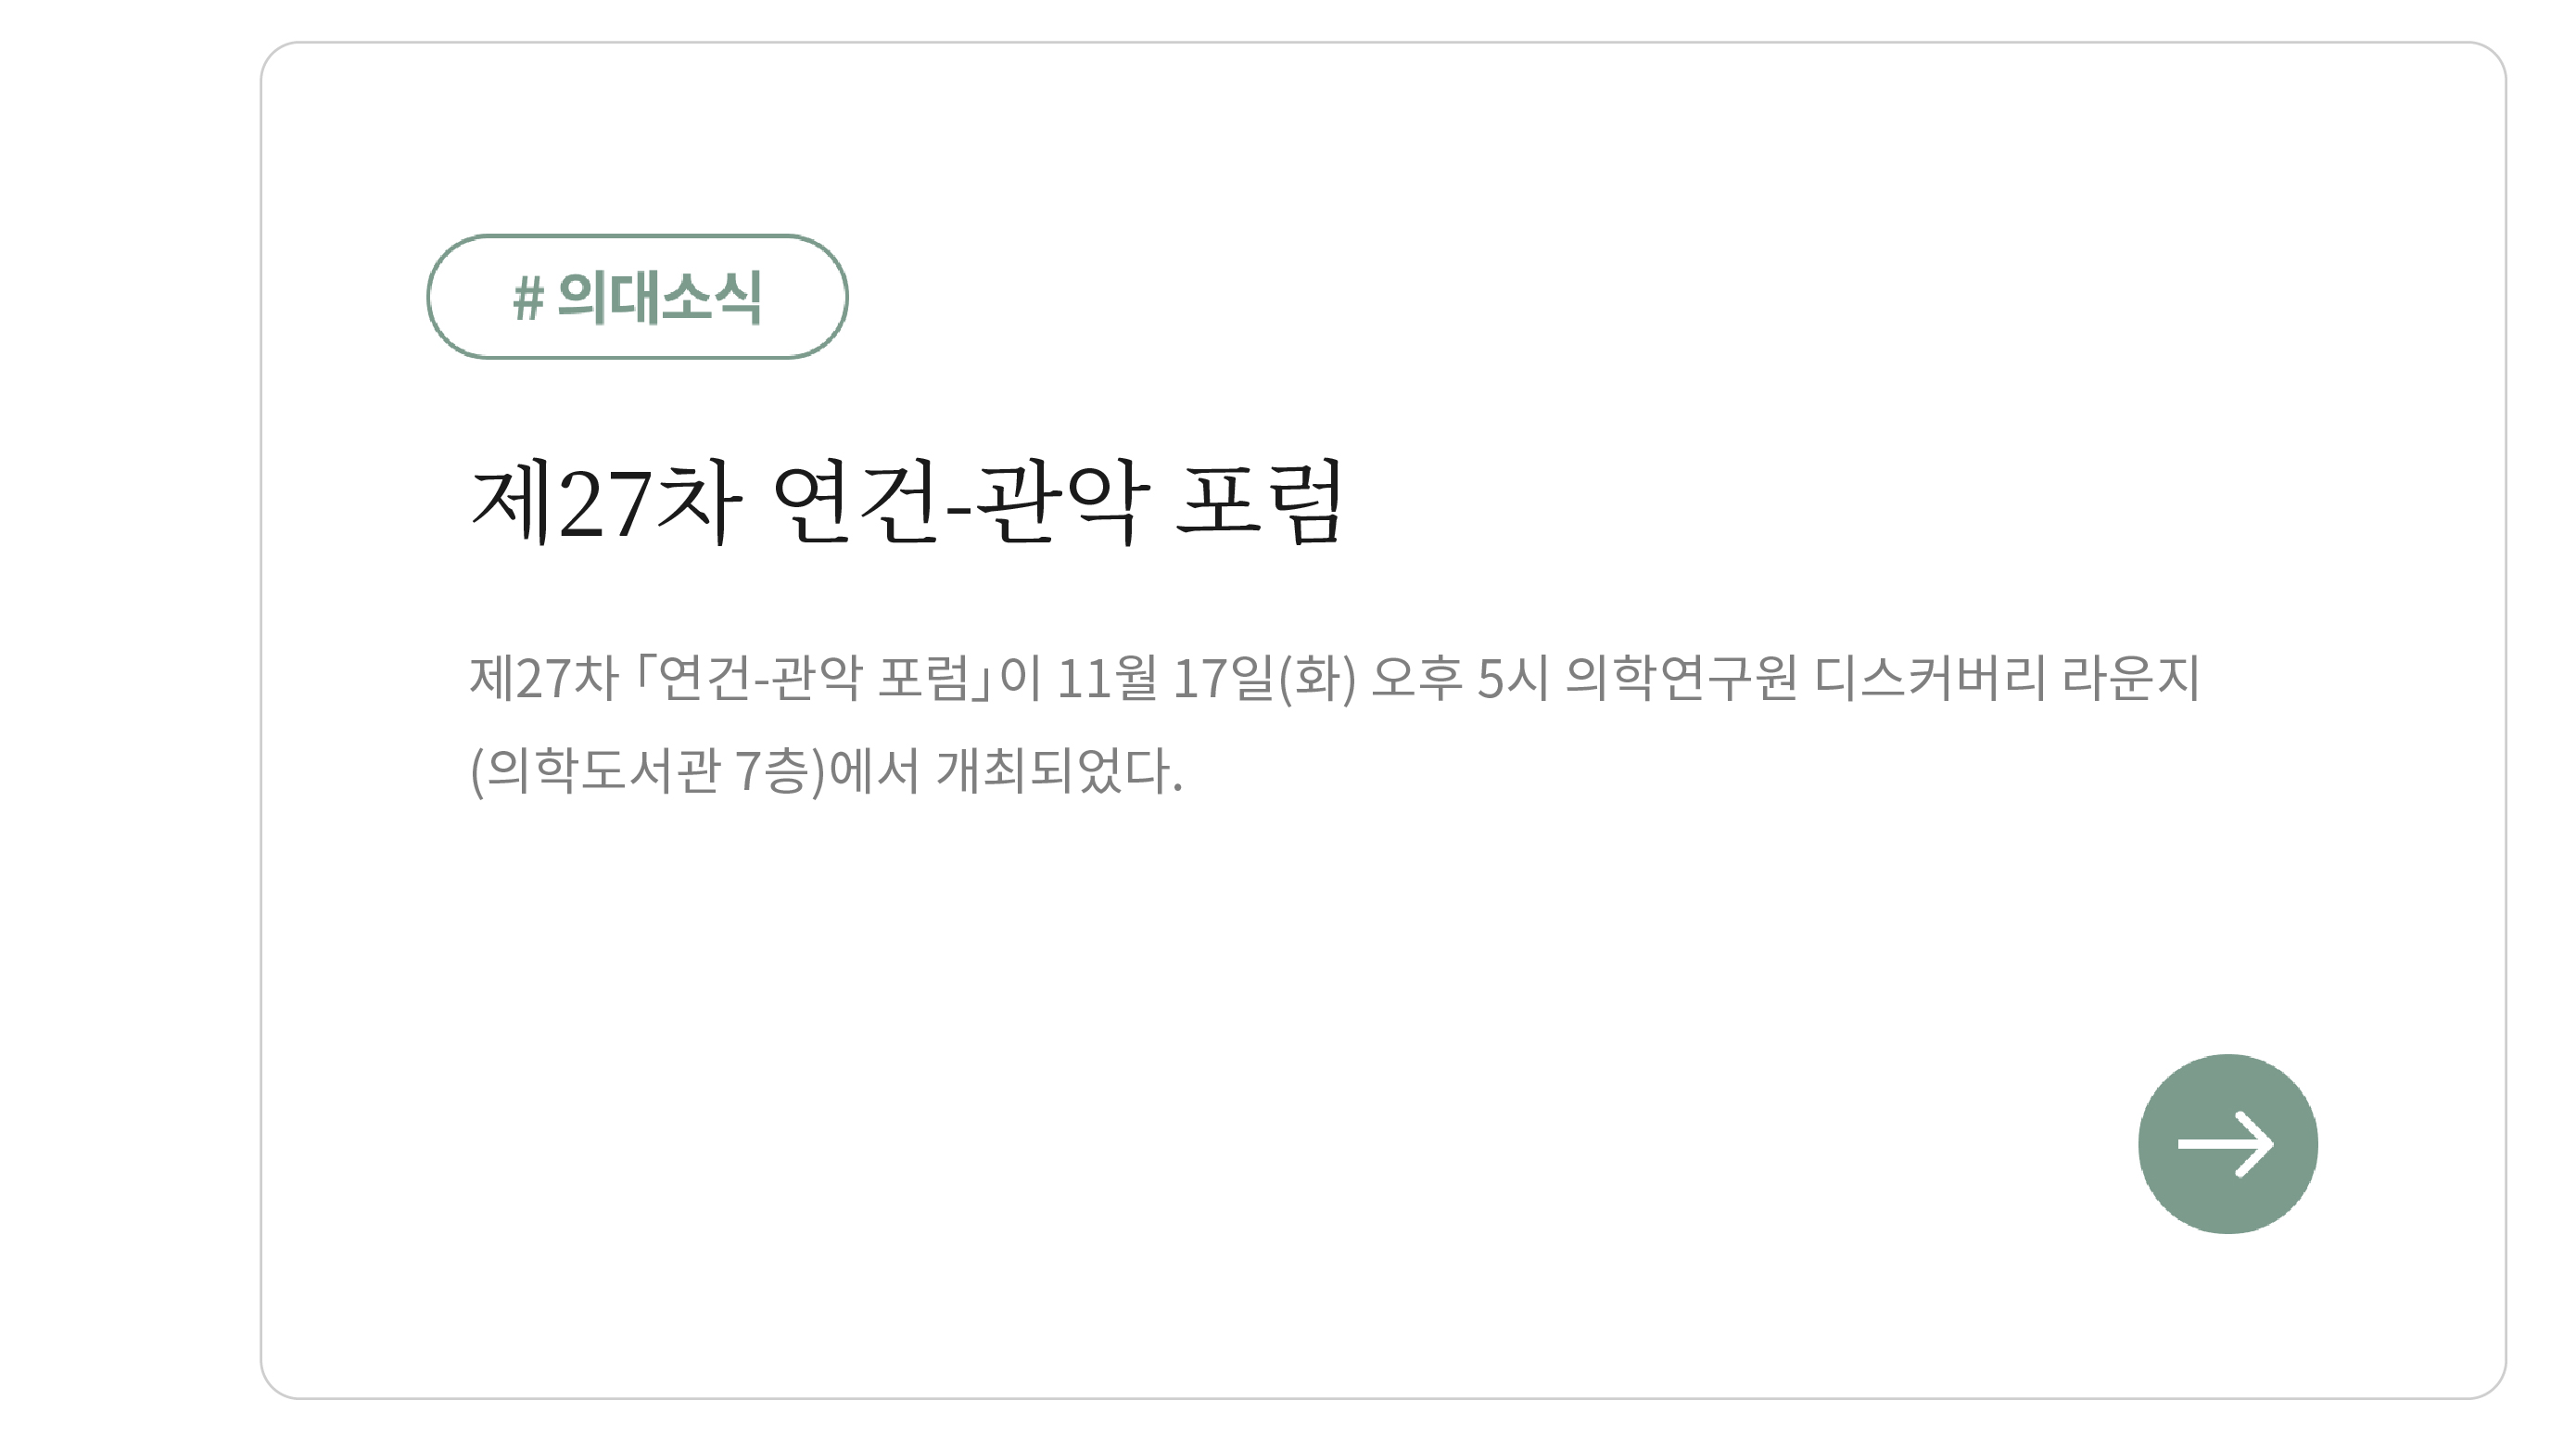 # 의대소식
제27차 연건-관악 포럼
제27차 ｢연건-관악 포럼｣이 11월 17일(화) 오후 5시 의학연구원 디스커버리 라운지
(의학도서관 7층)에서 개최되었다.